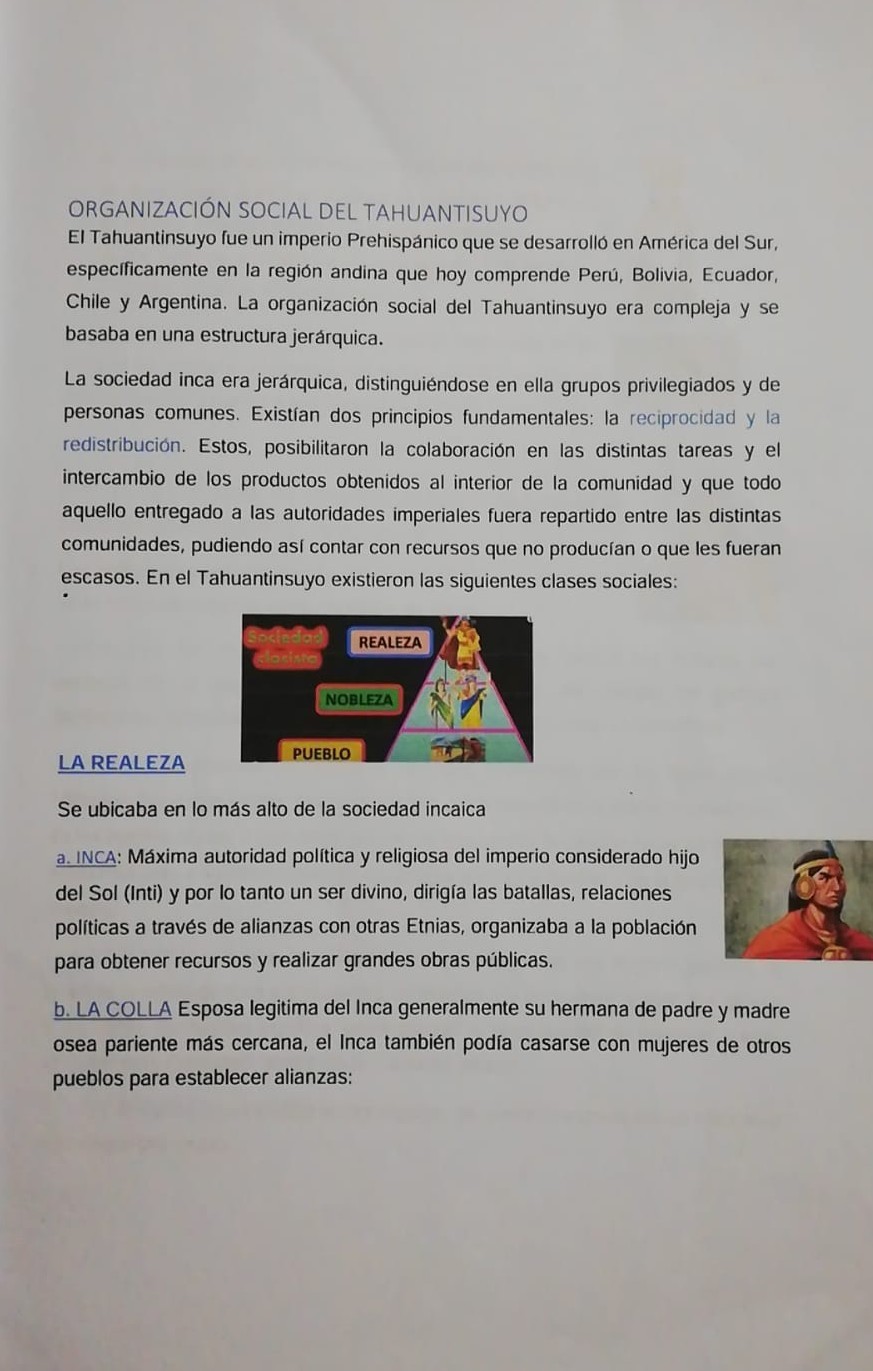 ORGANIZACIÓN SOCIAL DEL TAHUANTISUYO
El Tahuantinsuyo fue un imperio Prehispánico que se desarrolló en América del Sur,
específicamente en la región andina que hoy comprende Perú, Bolivia, Ecuador,
Chile y Argentina. La organización social del Tahuantinsuyo era compleja y se
basaba en una estructura jerárquica.
La sociedad inca era jerárquica, distinguiéndose en ella grupos privilegiados y de
personas comunes. Existían dos principios fundamentales: la reciprocidad y la
redistribución. Estos, posibilitaron la colaboración en las distintas tareas y el
intercambio de los productos obtenidos al interior de la comunidad y que todo
aquello entregado a las autoridades imperiales fuera repartido entre las distintas
comunidades, pudiendo así contar con recursos que no producían o que les fueran
escasos. En el Tahuantinsuyo existieron las siguientes clases sociales:
Sociedad
clasista
REALEZA
NOBLEZA
PUEBLO
LA REALEZA
Se ubicaba en lo más alto de la sociedad incaica
a. INCA: Máxima autoridad política y religiosa del imperio considerado hijo
del Sol (Inti) y por lo tanto un ser divino, dirigía las batallas, relaciones
políticas a través de alianzas con otras Etnias, organizaba a la población
para obtener recursos y realizar grandes obras públicas.
b. LA COLLA Esposa legitima del Inca generalmente su hermana de padre y madre
osea pariente más cercana, el Inca también podía casarse con mujeres de otros
pueblos para establecer alianzas: